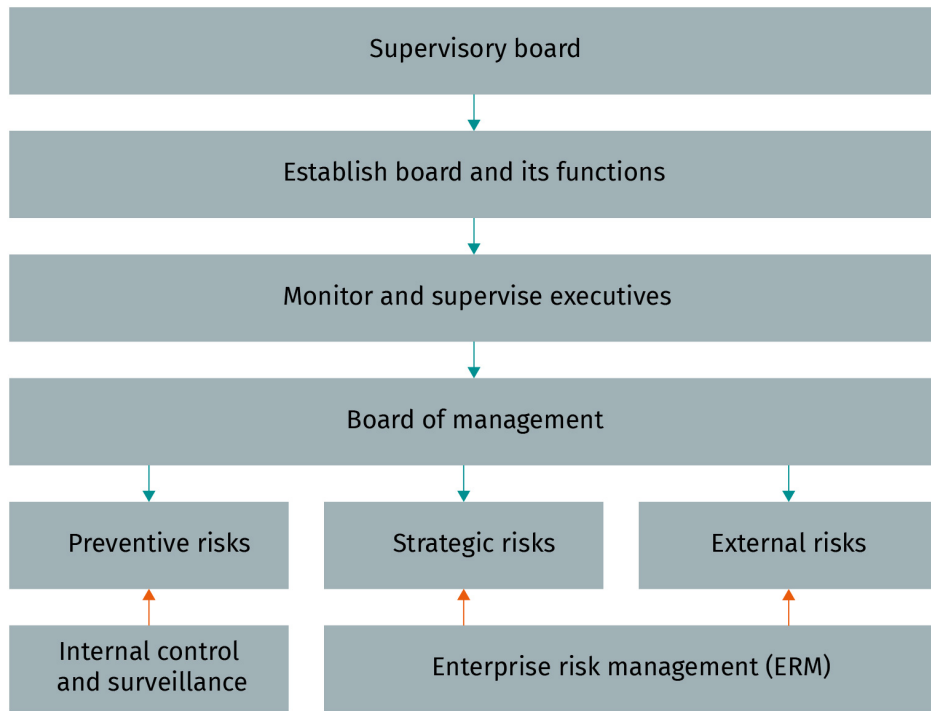 Supervisory board
Establish board and its functions
Monitor and supervise executives
Board of management
Preventive risks
Strategic risks
External risks
Internal control
and surveillance
Enterprise risk management (ERM)